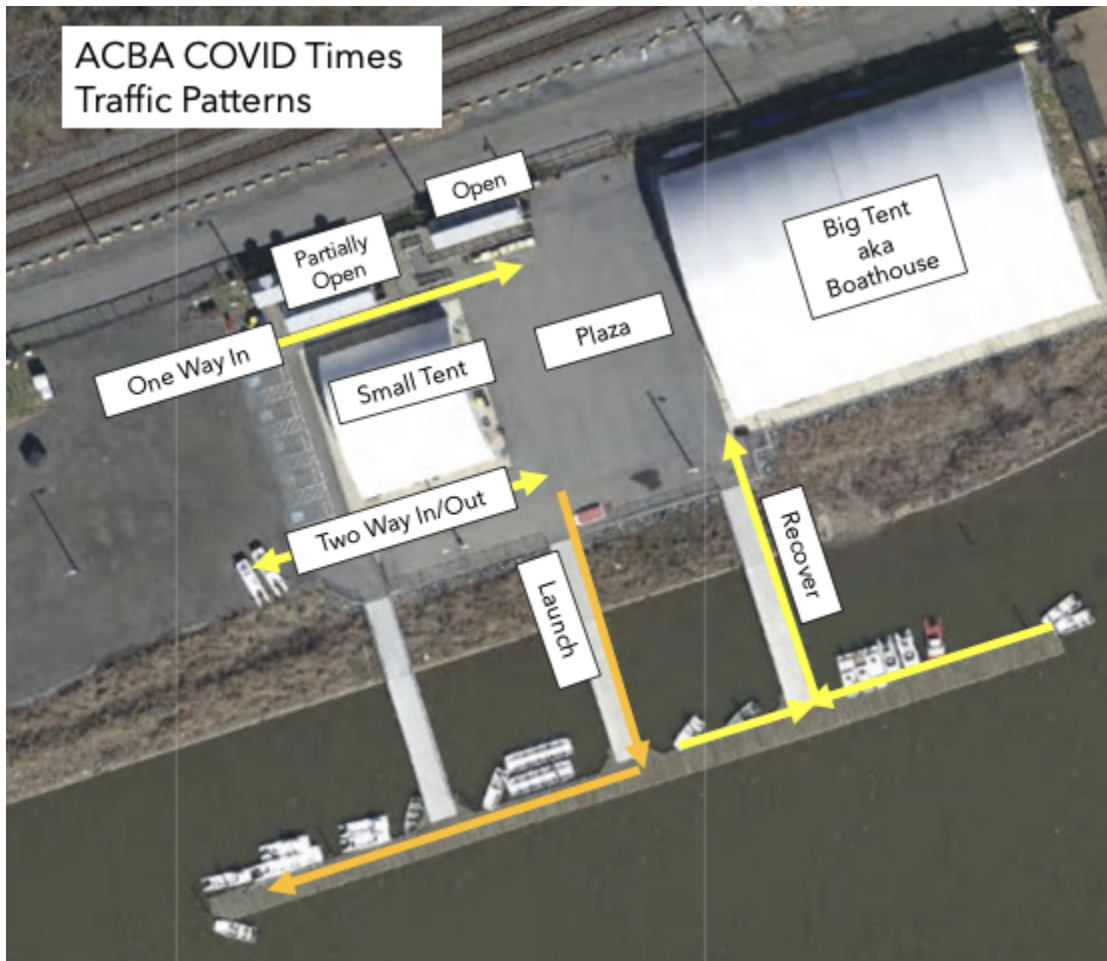 ACBA COVID Times
Traffic Patterns
Open
Partially
Open
Big Tent
aka
Boathouse
Plaza
One Way In
Small Tent
Two Way In/Out
Launch
Recover